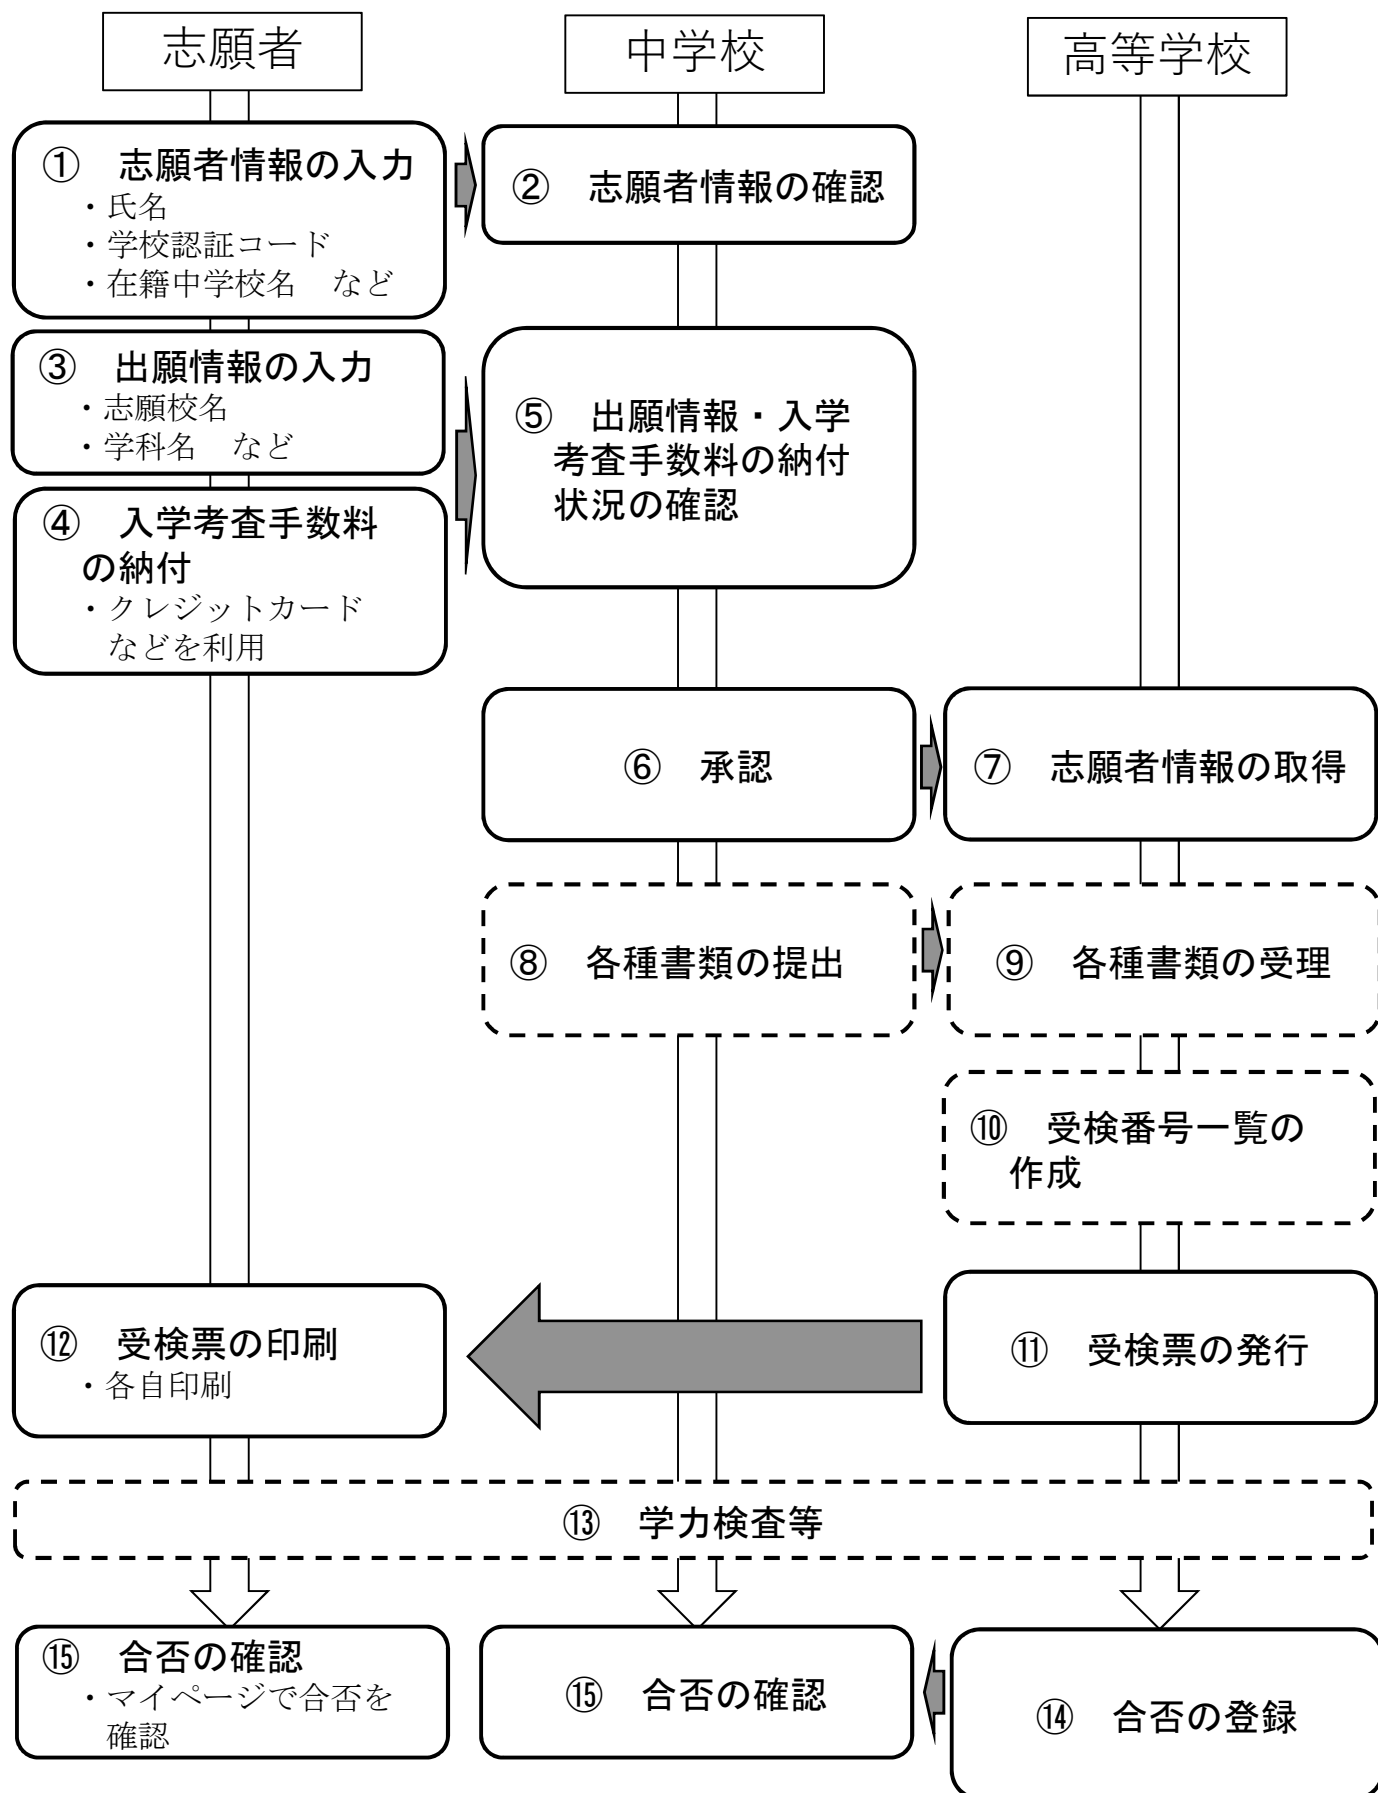 志願者
中学校
高等学校
①　志願者情報の入力
・氏名
・学校認証コード
・在籍中学校名　など
②　志願者情報の確認
③　出願情報の入力
・志願校名
・学科名　など
④　入学考査手数料
の納付
・クレジットカード
などを利用
⑤　出願情報・入学
考査手数料の納付
状況の確認
⑥　承認
⑦　志願者情報の取得
⑧　各種書類の提出
⑨　各種書類の受理
⑩　受検番号一覧の
作成
⑪　受検票の発行
⑫　受検票の印刷
・各自印刷
⑬　学力検査等
⑭　合否の登録
⑮　合否の確認
⑮　合否の確認
・マイページで合否を
確認